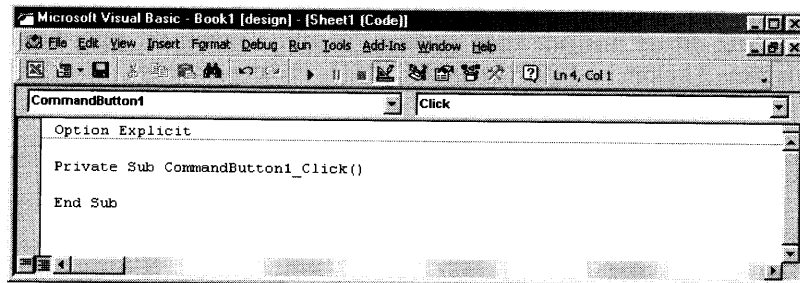 Microsoft Visual Basic - Book1 [design] - [Sheet1 (Code)]
File Edit View Insert Format Debug Run Tools Add-Ins Window Help
Ln 4, Col 1
CommandButton1 Click
Option Explicit
Private Sub CommandButton1_Click()
End Sub